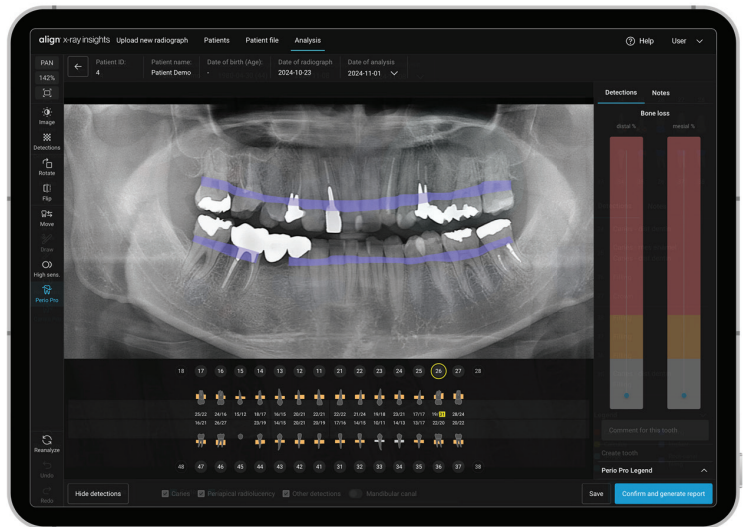 align x-ray insights Upload new radiograph Patients Patient file Analysis Help User
PAN
142%
Image
Detections
Rotate
Flip
Move
Draw
High sens.
Perio Pro
Reanalyze
Undo
Redo
Patient ID: Patient name: Date of birth (Age): Date of radiograph Date of analysis
4 Patient Demo - 2024-10-23 2024-11-01
18 17 16 15 14 13 12 11 21 22 23 24 25 26 27 28
23/22 24/16 15/12 18/17 16/15 20/21 22/21 22/22 21/24 19/18 23/21 17/17 19/21 28/24
16/21 26/27 23/19 14/15 20/21 20/19 17/16 14/15 10/11 14/13 13/17 22/20 20/22
48 47 46 45 44 43 42 41 31 32 33 34 35 36 37 38
Hide detections Caries Periapical radiolucency Other detections Mandibular canal
Detections Notes
Bone loss
distal % mesial %
Comment for this tooth
Create tooth
Perio Pro Legend
Save Confirm and generate report